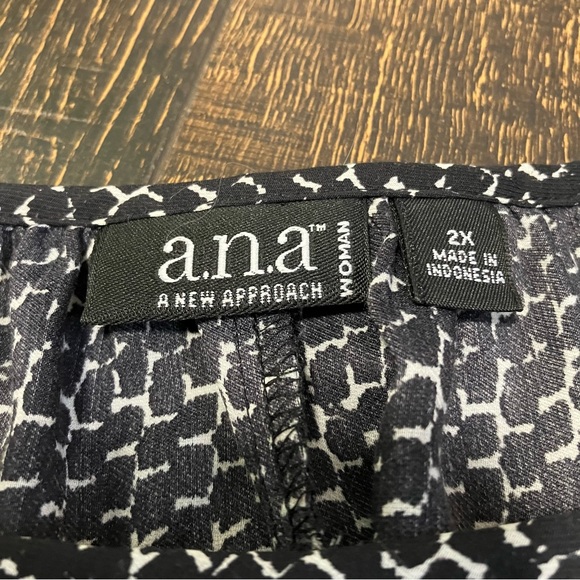 a.n.a™
A NEW APPROACH
WOMAN
2X
MADE IN
INDONESIA